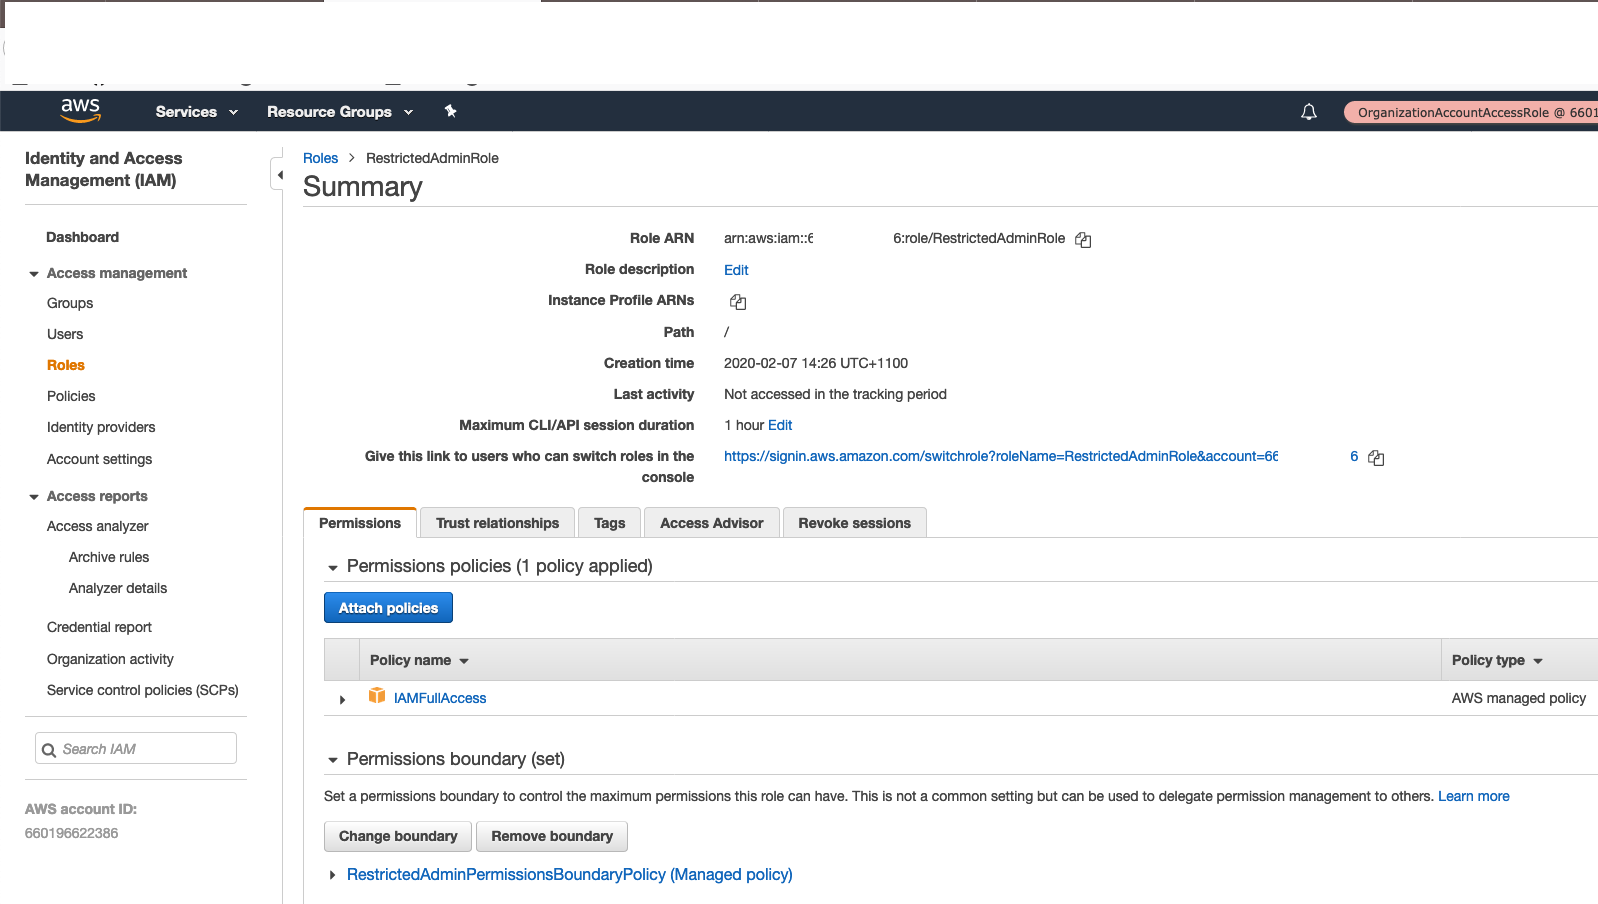 aws
Services
Resource Groups
OrganizationAccountAccessRole @ 6601
Identity and Access
Management (IAM)
Dashboard
Access management
Groups
Users
Roles
Policies
Identity providers
Account settings
Access reports
Access analyzer
Archive rules
Analyzer details
Credential report
Organization activity
Service control policies (SCPs)
Search IAM
AWS account ID:
660196622386
Roles > RestrictedAdminRole
Summary
Role ARN arn:aws:iam::6 6:role/RestrictedAdminRole
Role description Edit
Instance Profile ARNs
Path /
Creation time 2020-02-07 14:26 UTC+1100
Last activity Not accessed in the tracking period
Maximum CLI/API session duration 1 hour Edit
Give this link to users who can switch roles in the https://signin.aws.amazon.com/switchrole?roleName=RestrictedAdminRole&account=66 6
console
Permissions Trust relationships Tags Access Advisor Revoke sessions
Permissions policies (1 policy applied)
Attach policies
Policy name Policy type
IAMFullAccess AWS managed policy
Permissions boundary (set)
Set a permissions boundary to control the maximum permissions this role can have. This is not a common setting but can be used to delegate permission management to others. Learn more
Change boundary Remove boundary
RestrictedAdminPermissionsBoundaryPolicy (Managed policy)